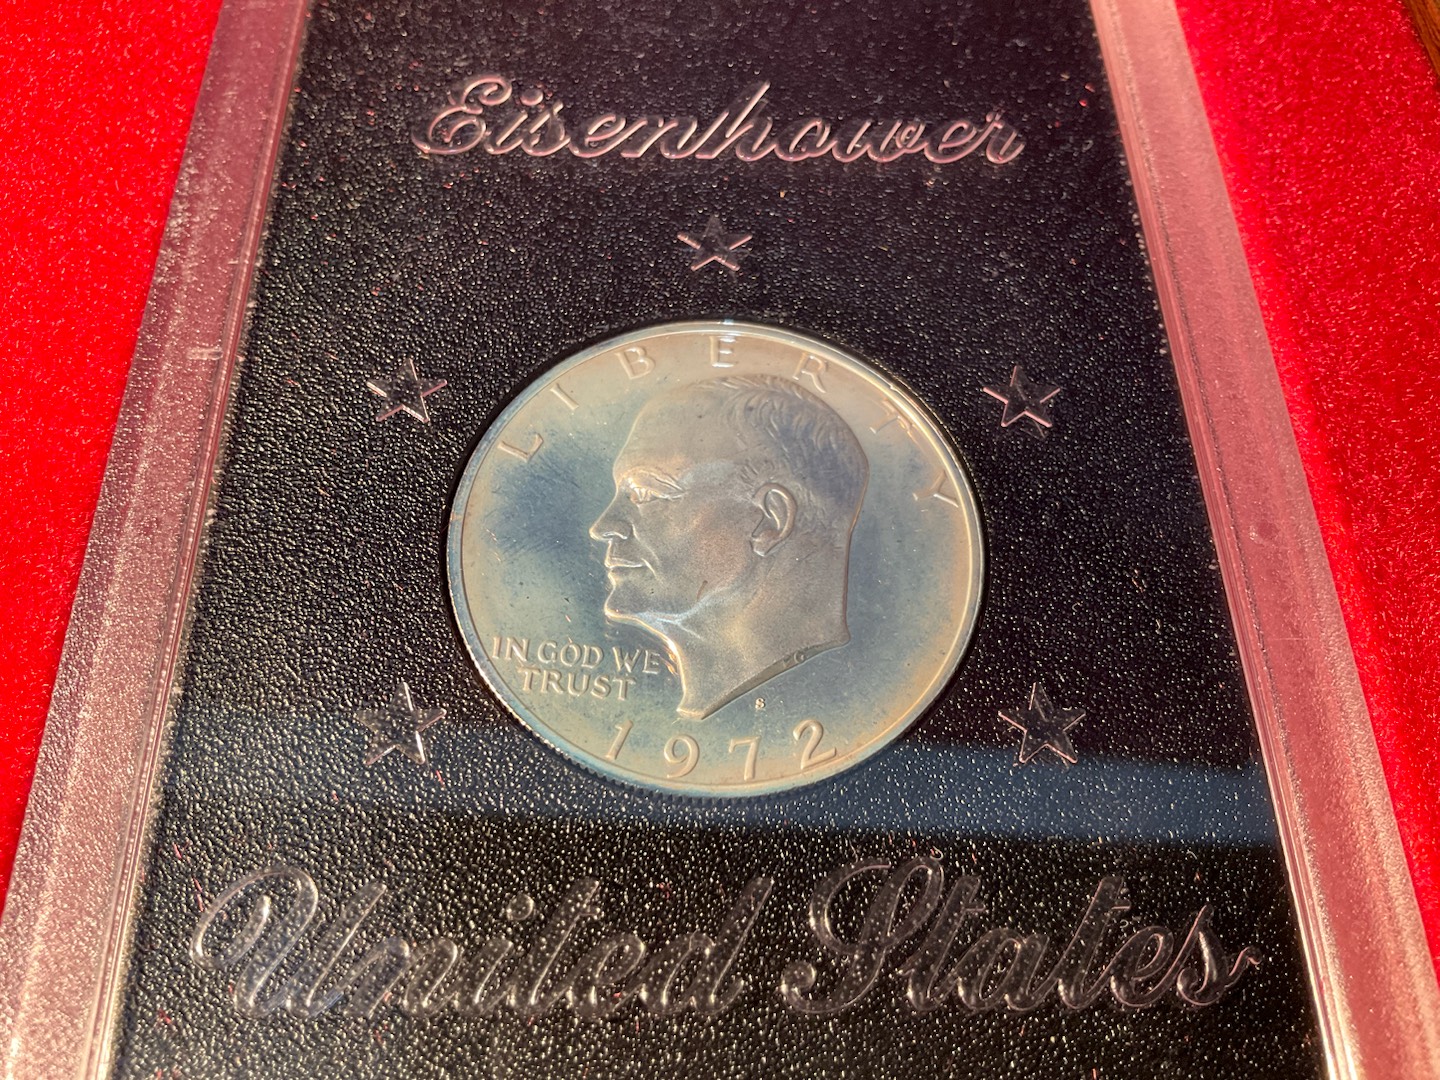 Eisenhower
LIBERTY
IN GOD WE
TRUST
S
1972
United States